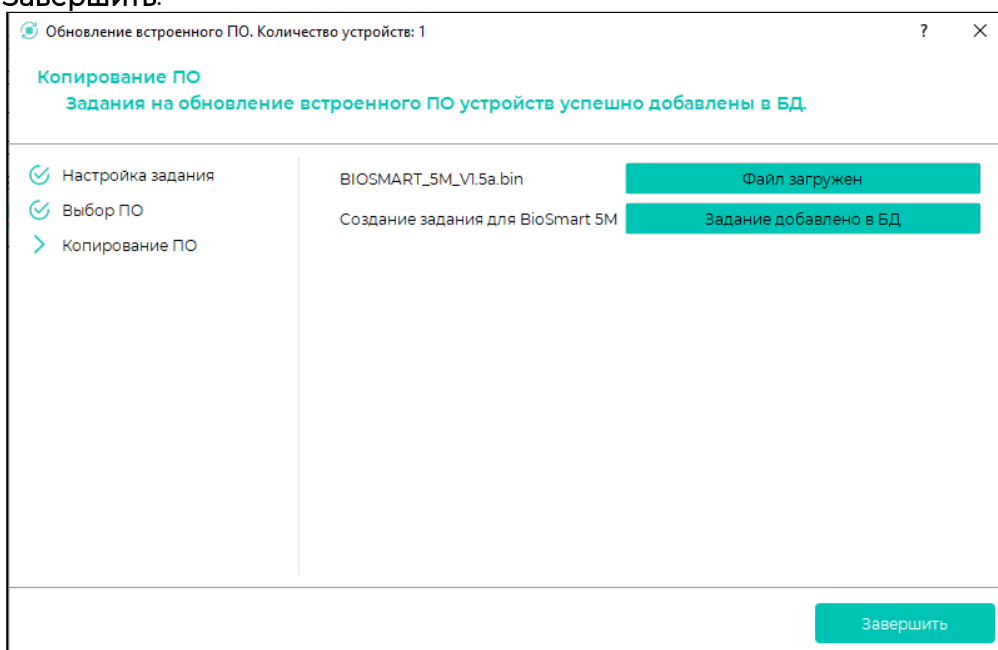 Завершить.
Обновление встроенного ПО. Количество устройств: 1 ?
Копирование ПО
Задания на обновление встроенного ПО устройств успешно добавлены в БД.
Настройка задания
Выбор ПО
Копирование ПО
BIOSMART_5M_V1.5a.bin Файл загружен
Создание задания для BioSmart 5M Задание добавлено в БД
Завершить